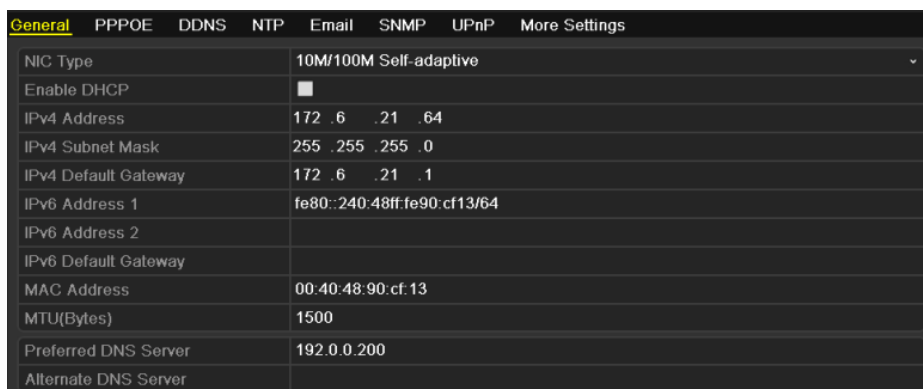 General PPPOE DDNS NTP Email SNMP UPnP More Settings
NIC Type 10M/100M Self-adaptive
Enable DHCP
IPv4 Address 172 .6 .21 .64
IPv4 Subnet Mask 255 .255 .255 .0
IPv4 Default Gateway 172 .6 .21 .1
IPv6 Address 1 fe80::240:48ff:fe90:cf13/64
IPv6 Address 2
IPv6 Default Gateway
MAC Address 00:40:48:90:cf:13
MTU(Bytes) 1500
Preferred DNS Server 192.0.0.200
Alternate DNS Server